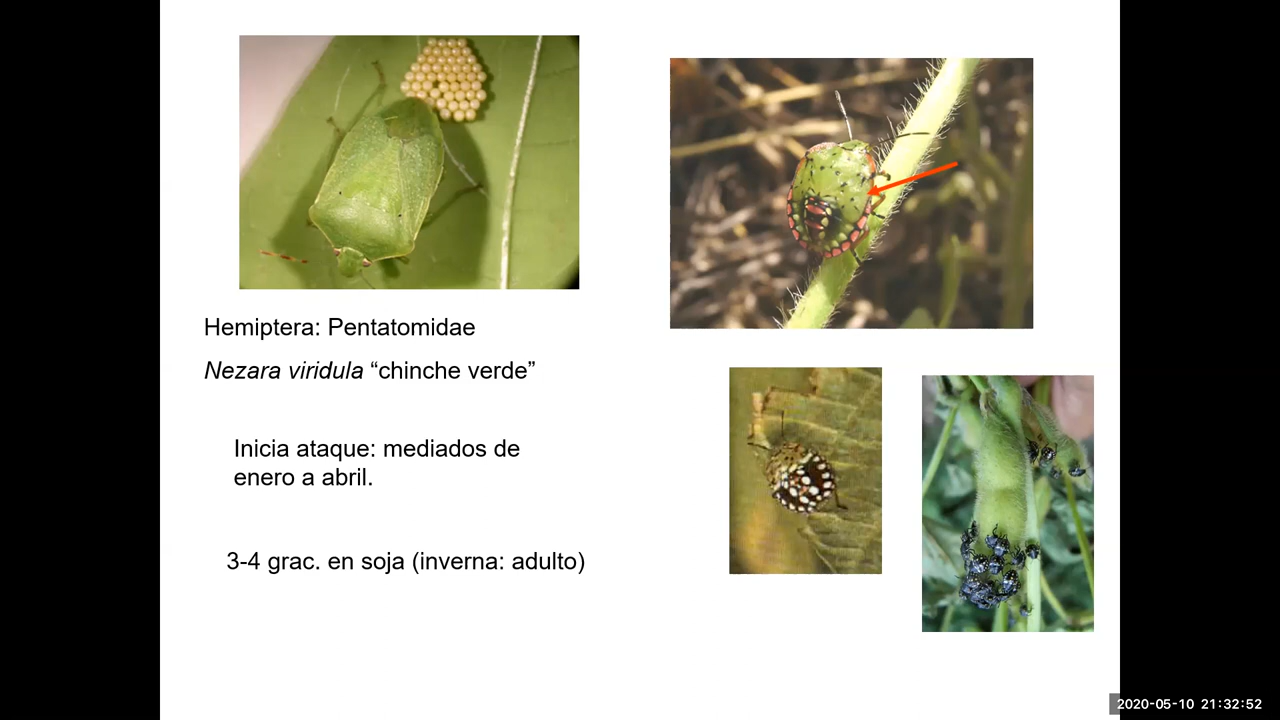 Hemiptera: Pentatomidae
Nezara viridula “chinche verde”
Inicia ataque: mediados de
enero a abril.
3-4 grac. en soja (inverna: adulto)
2020-05-10 21:32:52